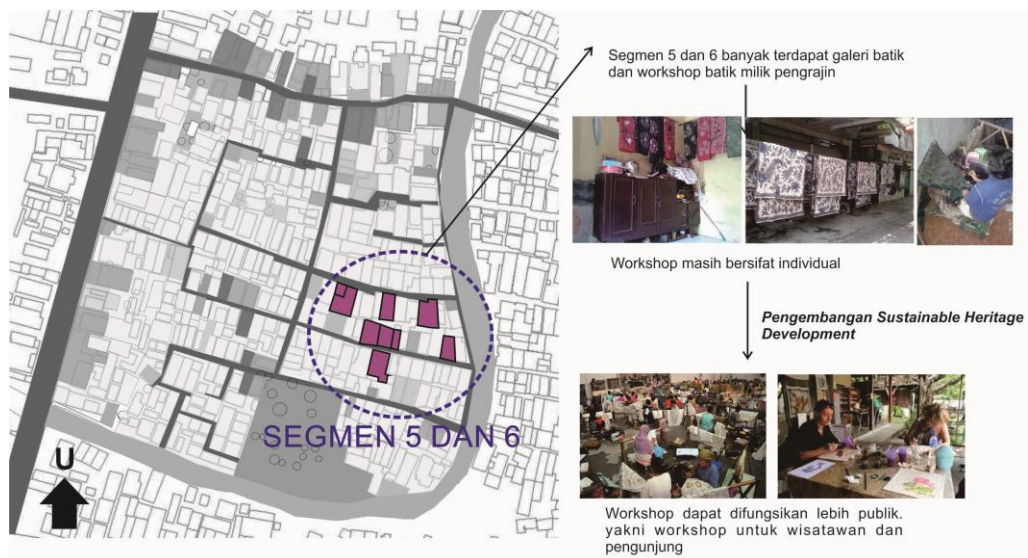 Segmen 5 dan 6 banyak terdapat galeri batik
dan workshop batik milik pengrajin
Workshop masih bersifat individual
Pengembangan Sustainable Heritage
Development
SEGMEN 5 DAN 6
U
Workshop dapat difungsikan lebih publik.
yakni workshop untuk wisatawan dan
pengunjung